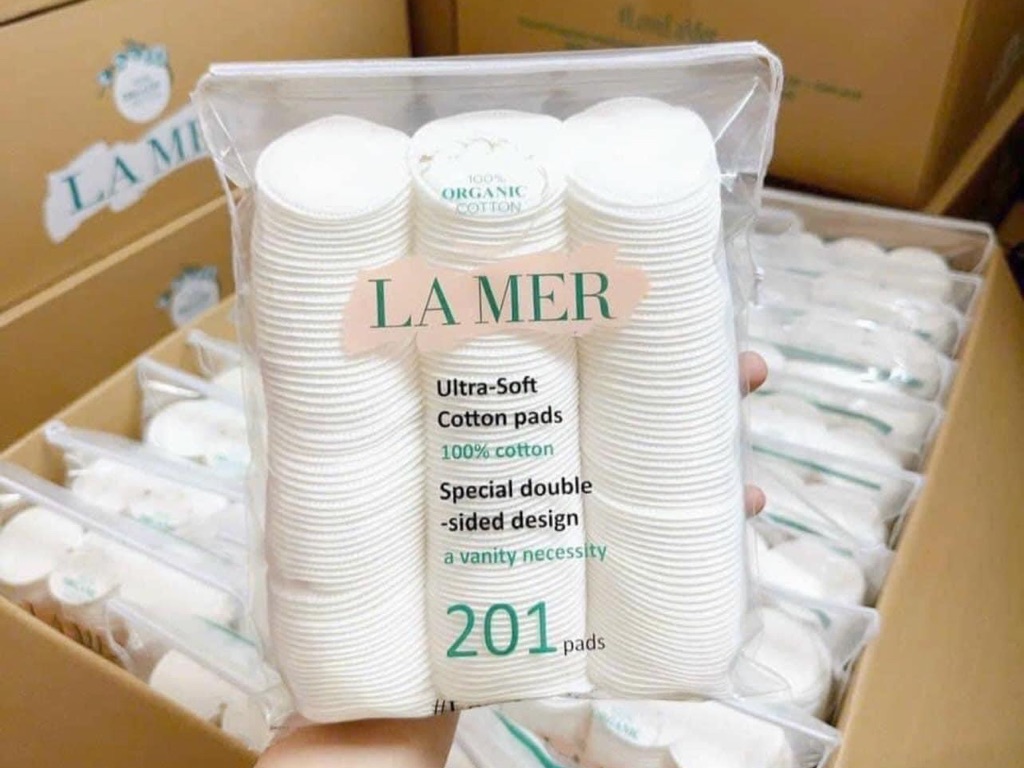 LA ME
100%
ORGANIC
COTTON
LA MER
Ultra-Soft
Cotton pads
100% cotton
Special double
-sided design
a vanity necessity
201 pads